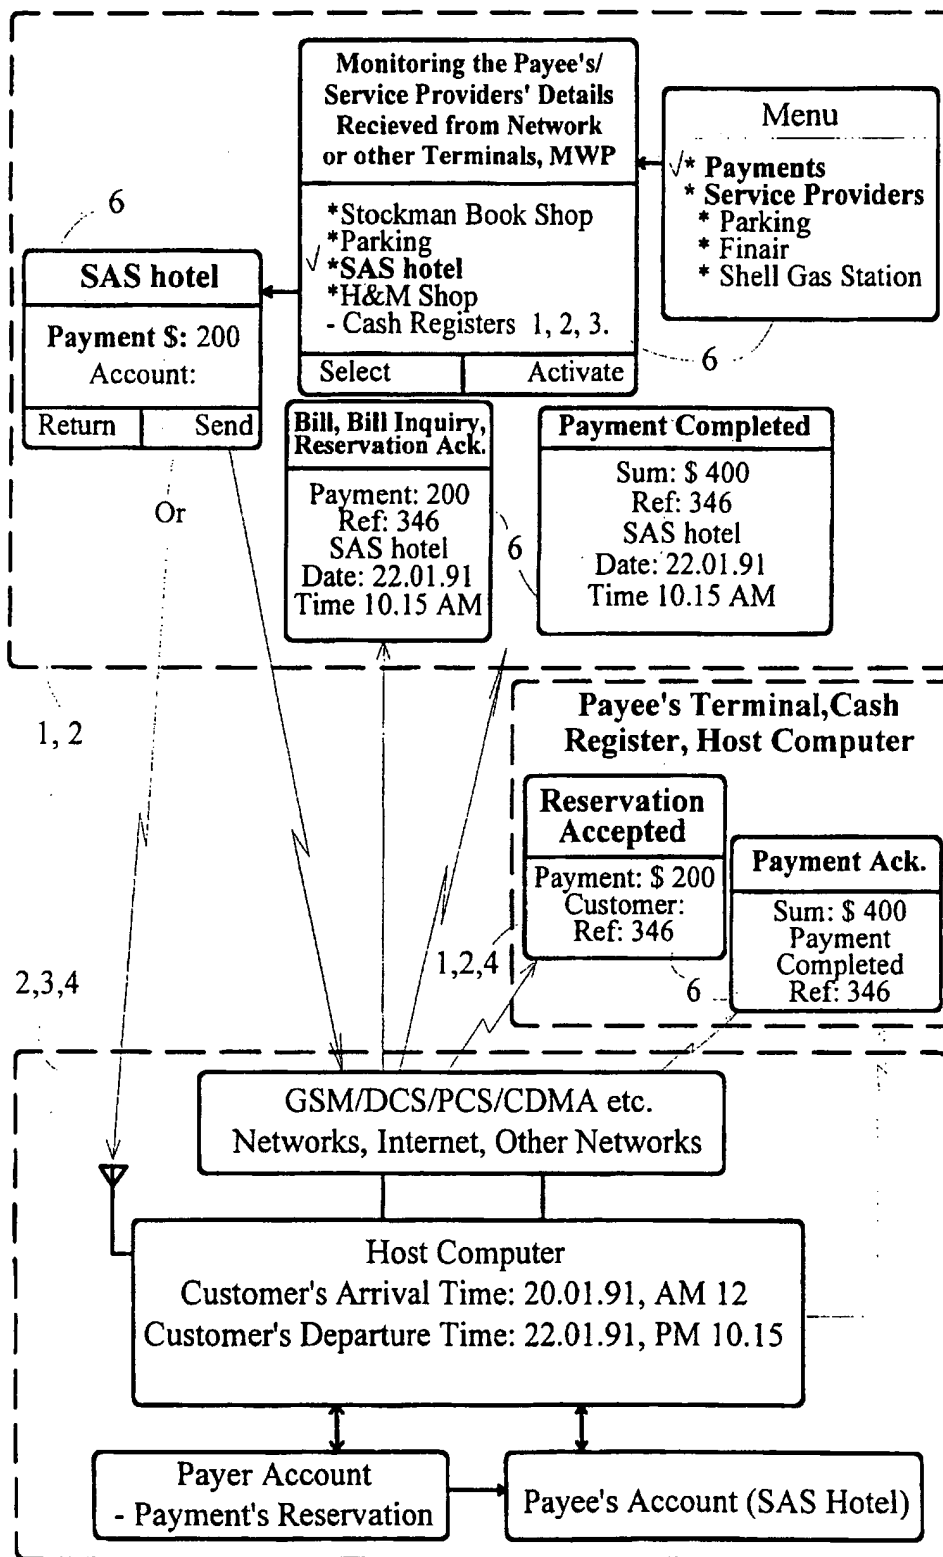 Monitoring the Payee's/
Service Providers' Details
Recieved from Network
or other Terminals, MWP
*Stockman Book Shop
*Parking
√ *SAS hotel
*H&M Shop
- Cash Registers 1, 2, 3.
Select Activate
Menu
√* Payments
* Service Providers
* Parking
* Finair
* Shell Gas Station
6
6
SAS hotel
Payment $: 200
Account:
Return Send
Or
Bill, Bill Inquiry,
Reservation Ack.
Payment: 200
Ref: 346
SAS hotel
Date: 22.01.91
Time 10.15 AM
6
Payment Completed
Sum: $ 400
Ref: 346
SAS hotel
Date: 22.01.91
Time 10.15 AM
1, 2
Payee's Terminal,Cash
Register, Host Computer
Reservation
Accepted
Payment: $ 200
Customer:
Ref: 346
Payment Ack.
Sum: $ 400
Payment
Completed
Ref: 346
1,2,4
6
2,3,4
GSM/DCS/PCS/CDMA etc.
Networks, Internet, Other Networks
Host Computer
Customer's Arrival Time: 20.01.91, AM 12
Customer's Departure Time: 22.01.91, PM 10.15
Payer Account
- Payment's Reservation
Payee's Account (SAS Hotel)